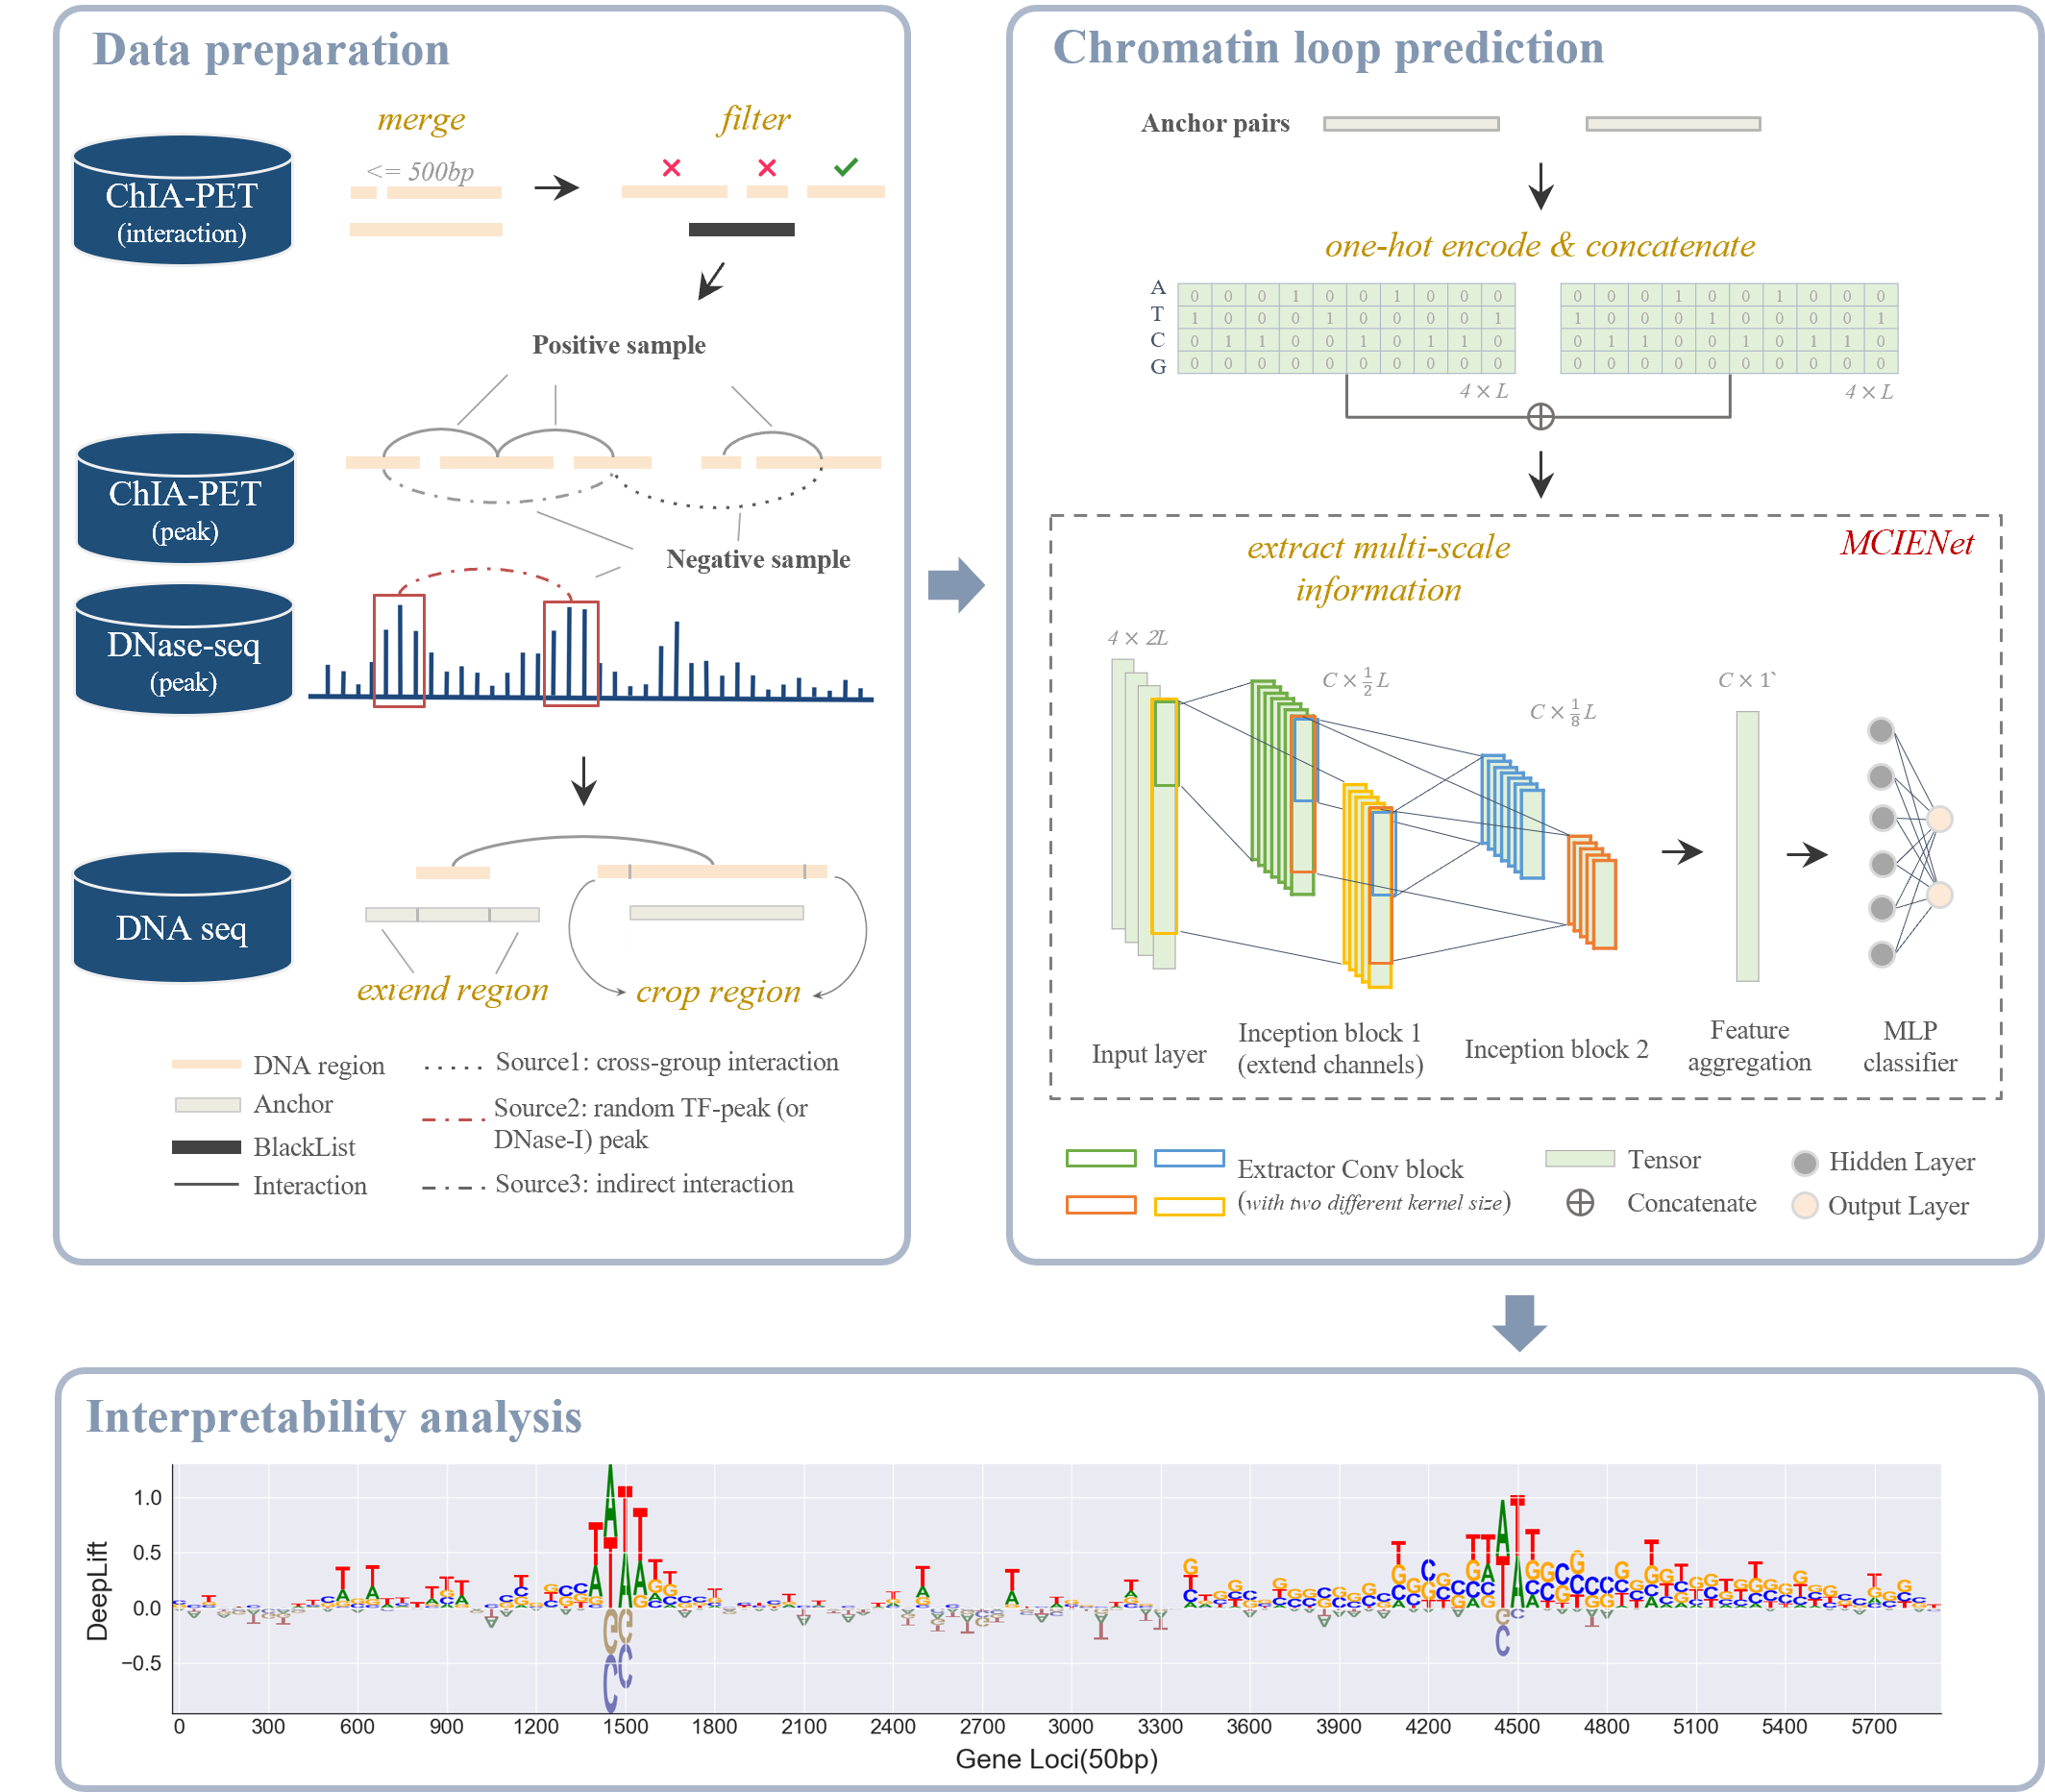 Data preparation
merge
filter
<= 500bp
ChIA-PET
(interaction)
Positive sample
ChIA-PET
(peak)
Negative sample
DNase-seq
(peak)
DNA seq
extend region
crop region
DNA region
Anchor
BlackList
Interaction
Source1: cross-group interaction
Source2: random TF-peak (or
DNase-I) peak
Source3: indirect interaction
Chromatin loop prediction
Anchor pairs
one-hot encode & concatenate
A 0 0 0 1 0 0 1 0 0 0 0 0 0 1 0 0 1 0 0 0
T 1 0 0 0 1 0 0 0 0 1 1 0 0 0 1 0 0 0 0 1
C 0 1 1 0 0 1 0 1 1 0 0 1 1 0 0 1 0 1 1 0
G 0 0 0 0 0 0 0 0 0 0 0 0 0 0 0 0 0 0 0 0
4 × L
4 × L
MCIENet
extract multi-scale
information
4 × 2L
C × 1/2 L
C × 1/8 L
C × 1`
Input layer
Inception block 1
(extend channels)
Inception block 2
Feature
aggregation
MLP
classifier
Extractor Conv block
(with two different kernel size)
Tensor
Concatenate
Hidden Layer
Output Layer
Interpretability analysis
DeepLift
1.0
0.5
0.0
−0.5
0 300 600 900 1200 1500 1800 2100 2400 2700 3000 3300 3600 3900 4200 4500 4800 5100 5400 5700
Gene Loci(50bp)